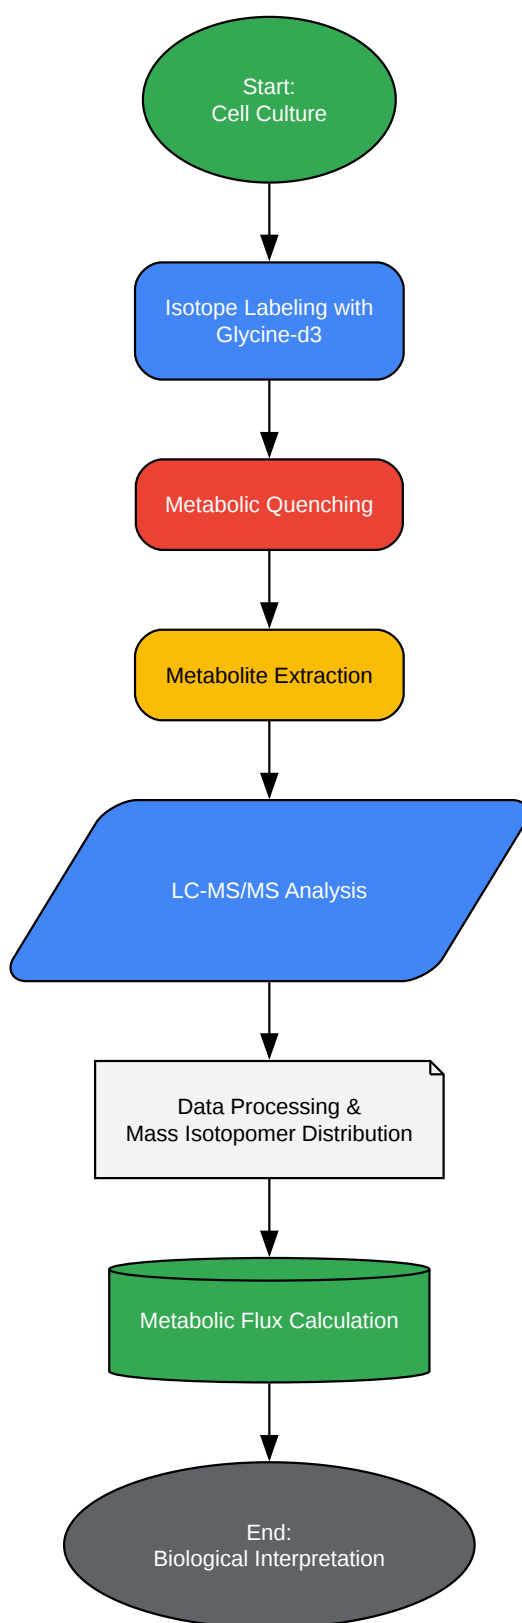 Start:
Cell Culture
Isotope Labeling with
Glycine-d3
Metabolic Quenching
Metabolite Extraction
LC-MS/MS Analysis
Data Processing &
Mass Isotopomer Distribution
Metabolic Flux Calculation
End:
Biological Interpretation